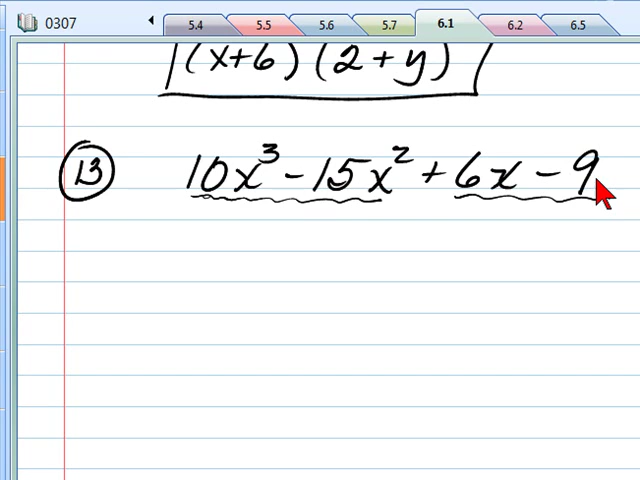 0307 5.4 5.5 5.6 5.7 6.1 6.2 6.5
(x+6) (2+y)
13 10x³ - 15x² + 6x - 9